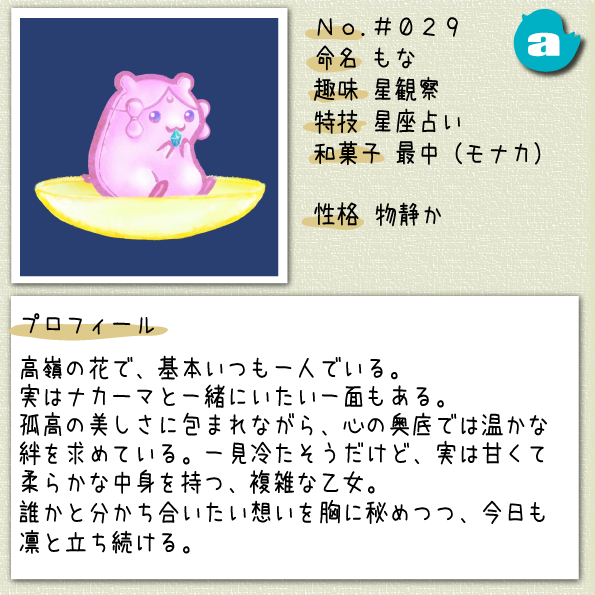 No.#029
a
命名 もな
趣味 星観察
特技 星座占い
和菓子 最中（モナカ）
性格 物静か
プロフィール
高嶺の花で、基本いつも一人でいる。
実はナカーマと一緒にいたい一面もある。
孤高の美しさに包まれながら、心の奥底では温かな
絆を求めている。一見冷たそうだけど、実は甘くて
柔らかな中身を持つ、複雑な乙女。
誰かと分かち合いたい想いを胸に秘めつつ、今日も
凛と立ち続ける。